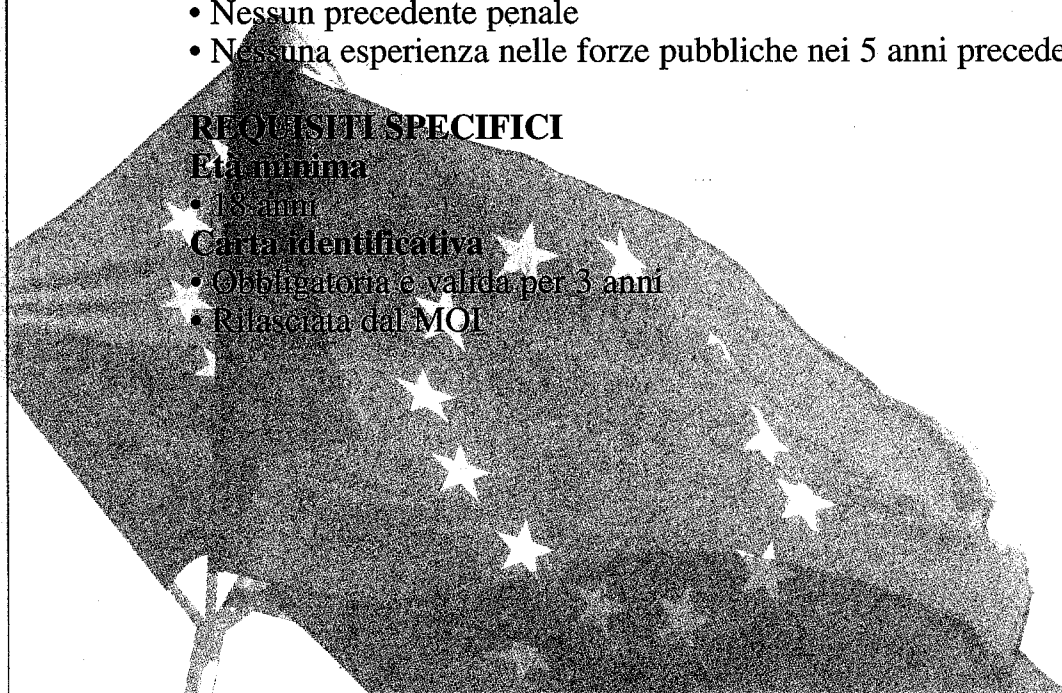 • Nessun precedente penale
• Nessuna esperienza nelle forze pubbliche nei 5 anni precede
REQUISITI SPECIFICI
Età minima
• 18 anni
Carta identificativa
• Obbligatoria e valida per 3 anni
• Rilasciata dal MOI